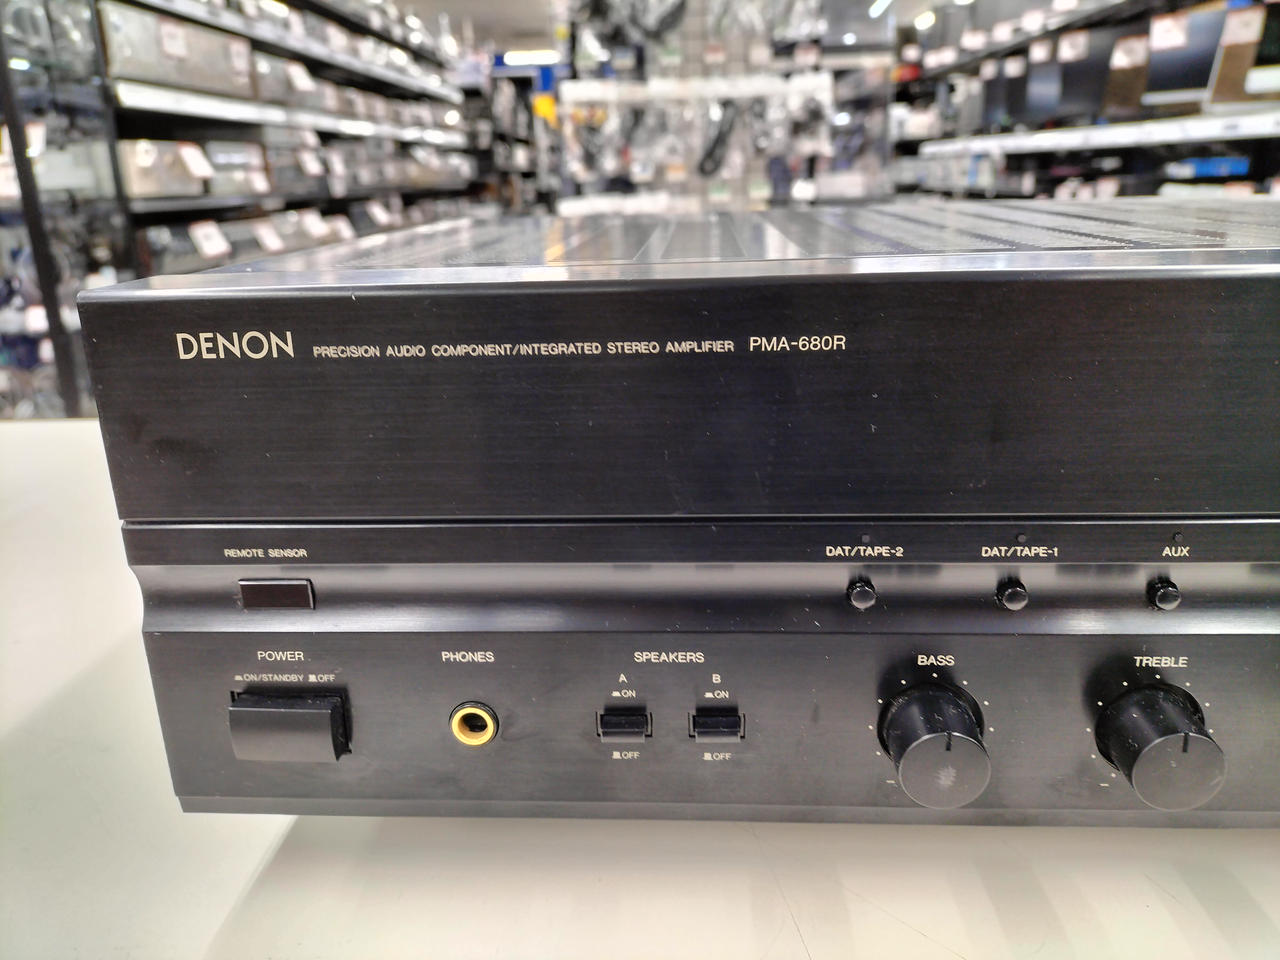 DENON PRECISION AUDIO COMPONENT/INTEGRATED STEREO AMPLIFIER PMA-680R
REMOTE SENSOR
DAT/TAPE-2 DAT/TAPE-1 AUX
POWER
ON/STANDBY OFF
PHONES
SPEAKERS
A B
ON ON
OFF OFF
BASS
TREBLE